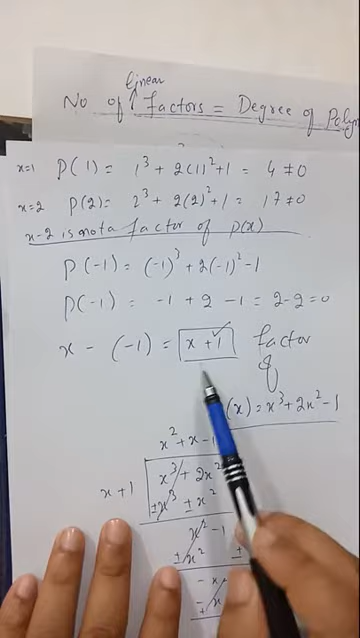 linear
No of ↑ factors = Degree of Poly
x=1 P(1) = 1³ + 2(1)² + 1 = 4 ≠ 0
x=2 P(2) = 2³ + 2(2)² + 1 = 17 ≠ 0
x-2 is not a factor of p(x)
P(-1) = (-1)³ + 2(-1)² - 1
P(-1) = -1 + 2 - 1 = 2-2 = 0
x - (-1) = x + 1 ✓ factor
of
(x) = x³ + 2x² - 1
x² + x - 1
x + 1 x³ + 2x²
±x³ ± x²
x² - 1
±x² ±
- x